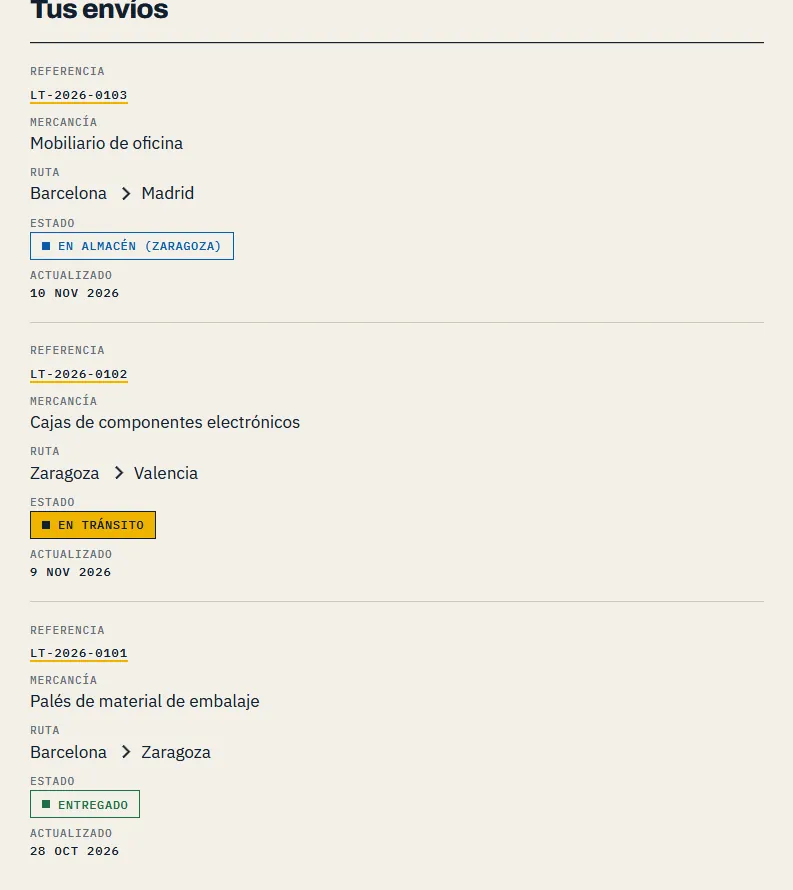 Tus envíos
REFERENCIA
LT-2026-0103
MERCANCÍA
Mobiliario de oficina
RUTA
Barcelona > Madrid
ESTADO
EN ALMACÉN (ZARAGOZA)
ACTUALIZADO
10 NOV 2026
REFERENCIA
LT-2026-0102
MERCANCÍA
Cajas de componentes electrónicos
RUTA
Zaragoza > Valencia
ESTADO
EN TRÁNSITO
ACTUALIZADO
9 NOV 2026
REFERENCIA
LT-2026-0101
MERCANCÍA
Palés de material de embalaje
RUTA
Barcelona > Zaragoza
ESTADO
ENTREGADO
ACTUALIZADO
28 OCT 2026